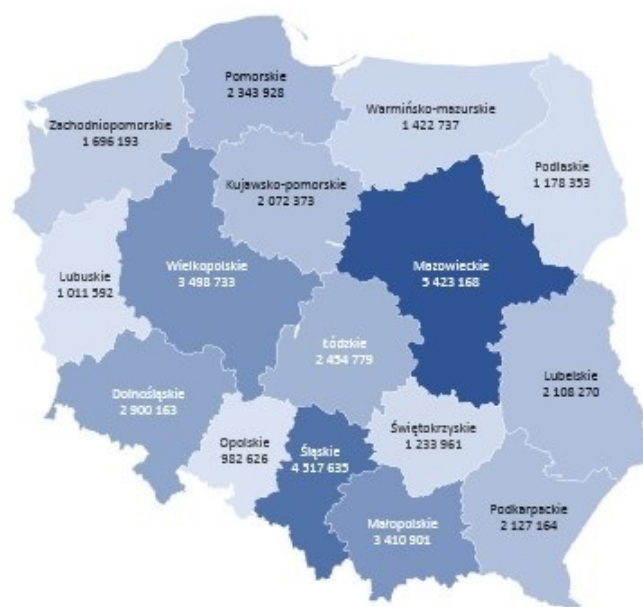 Pomorskie
2 343 928
Warmińsko-mazurskie
1 422 737
Zachodniopomorskie
1 696 193
Podlaskie
1 178 353
Kujawsko-pomorskie
2 072 373
Wielkopolskie
3 498 733
Mazowieckie
5 423 168
Lubuskie
1 011 592
Łódzkie
2 454 779
Lubelskie
2 108 270
Dolnośląskie
2 900 163
Świętokrzyskie
1 233 961
Opolskie
982 626
Śląskie
4 517 635
Podkarpackie
2 127 164
Małopolskie
3 410 901